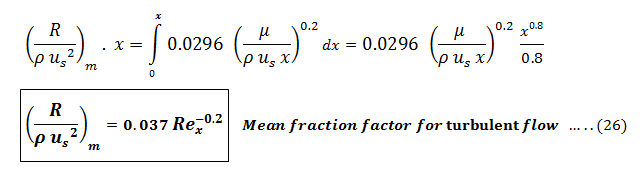 (R / ρ u_s²)_m . x = ∫₀ˣ 0.0296 (μ / ρ u_s x)^0.2 dx = 0.0296 (μ / ρ u_s x)^0.2 x^0.8 / 0.8
(R / ρ u_s²)_m = 0.037 Re_x^−0.2 Mean fraction factor for turbulent flow …..(26)